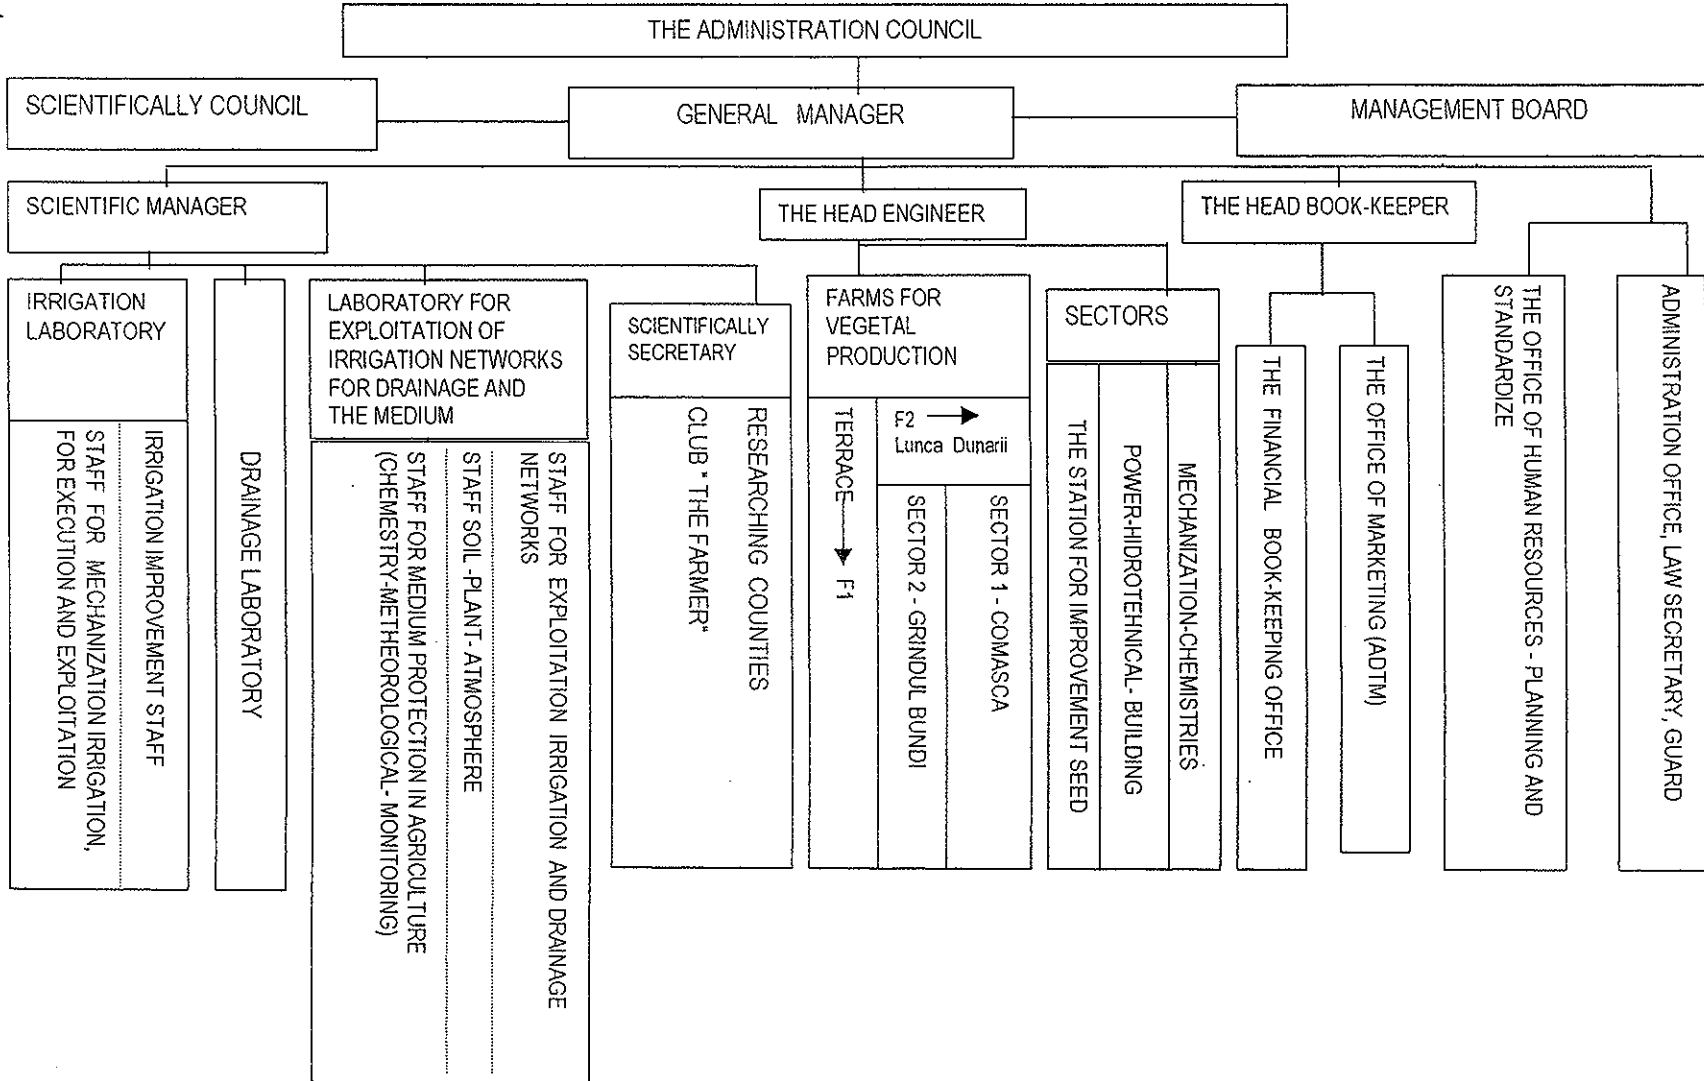 THE ADMINISTRATION COUNCIL
SCIENTIFICALLY COUNCIL
GENERAL MANAGER
MANAGEMENT BOARD
SCIENTIFIC MANAGER
THE HEAD ENGINEER
THE HEAD BOOK-KEEPER
IRRIGATION
LABORATORY
IRRIGATION IMPROVEMENT STAFF
STAFF FOR MECHANIZATION IRRIGATION,
FOR EXECUTION AND EXPLOITATION
DRAINAGE LABORATORY
LABORATORY FOR
EXPLOITATION OF
IRRIGATION NETWORKS
FOR DRAINAGE AND
THE MEDIUM
STAFF FOR EXPLOITATION IRRIGATION AND DRAINAGE
NETWORKS
STAFF SOIL -PLANT- ATMOSPHERE
STAFF FOR MEDIUM PROTECTION IN AGRICULTURE
(CHEMESTRY-METHEOROLOGICAL- MONITORING)
SCIENTIFICALLY
SECRETARY
RESEARCHING COUNTIES
CLUB " THE FARMER"
FARMS FOR
VEGETAL
PRODUCTION
TERRACE → F1
F2 →
Lunca Dunarii
SECTOR 1 - COMASCA
SECTOR 2 - GRINDUL BUNDI
SECTORS
MECHANIZATION-CHEMISTRIES
POWER-HIDROTEHNICAL- BUILDING
THE STATION FOR IMPROVEMENT SEED
THE FINANCIAL BOOK-KEEPING OFFICE
THE OFFICE OF MARKETING (ADTM)
THE OFFICE OF HUMAN RESOURCES - PLANNING AND
STANDARDIZE
ADMINISTRATION OFFICE, LAW SECRETARY, GUARD